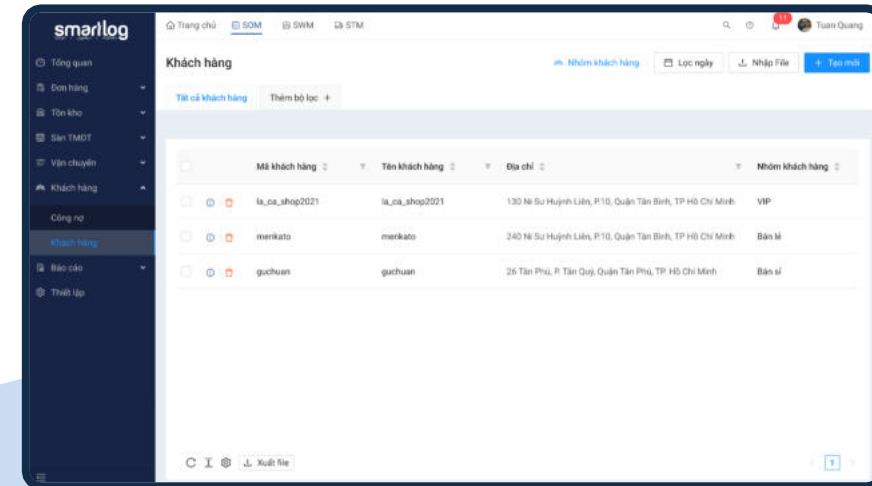 smartlog
Trang chủ SOM SWM STM 11 Tuan Quang
Tổng quan
Đơn hàng
Tồn kho
Sàn TMDT
Vận chuyển
Khách hàng
Công nợ
Khách hàng
Báo cáo
Thiết lập
Khách hàng Nhóm khách hàng Lọc ngày Nhập File + Tạo mới
Tất cả khách hàng Thêm bộ lọc +
Mã khách hàng Tên khách hàng Địa chỉ Nhóm khách hàng
la_ca_shop2021 la_ca_shop2021 130 Ni Sư Huỳnh Liên, P.10, Quận Tân Bình, TP Hồ Chí Minh VIP
merikato merikato 240 Ni Sư Huỳnh Liên, P.10, Quận Tân Bình, TP Hồ Chí Minh Bán lẻ
guchuan guchuan 26 Tân Phú, P. Tân Quý, Quận Tân Phú, TP. Hồ Chí Minh Bán sỉ
Xuất file 1